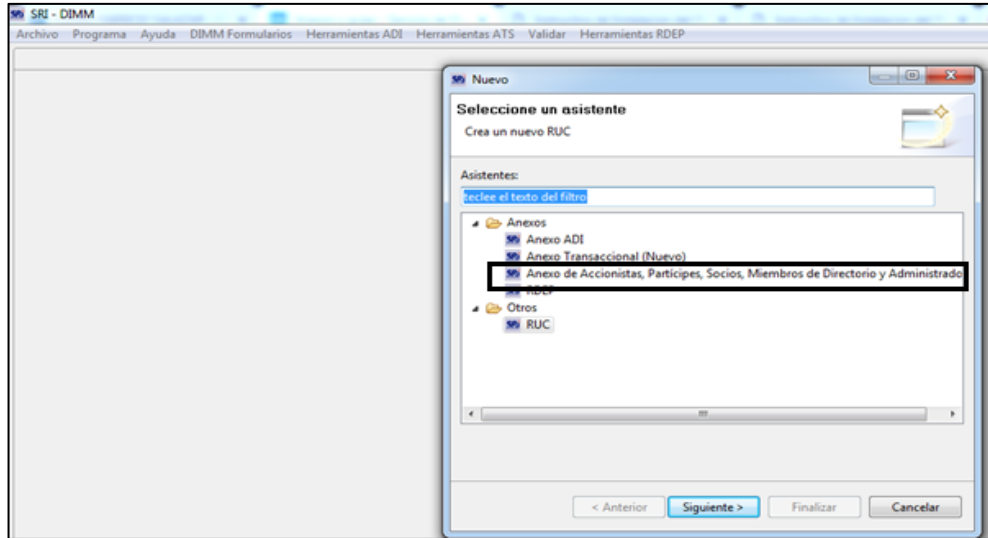 SRI - DIMM
Archivo Programa Ayuda DIMM Formularios Herramientas ADI Herramientas ATS Validar Herramientas RDEP
Nuevo
Seleccione un asistente
Crea un nuevo RUC
Asistentes:
teclee el texto del filtro
Anexos
Anexo ADI
Anexo Transaccional (Nuevo)
Anexo de Accionistas, Partícipes, Socios, Miembros de Directorio y Administrado
RDEP
Otros
RUC
< Anterior Siguiente > Finalizar Cancelar